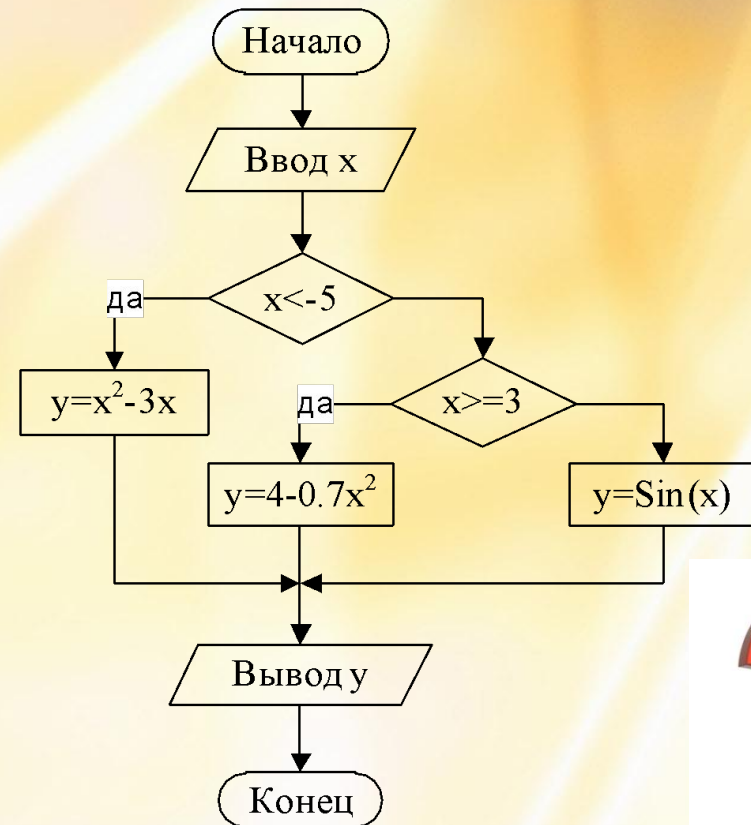 Начало
Ввод x
x<-5
да
y=x²-3x
x>=3
да
y=4-0.7x²
y=Sin(x)
Вывод y
Конец